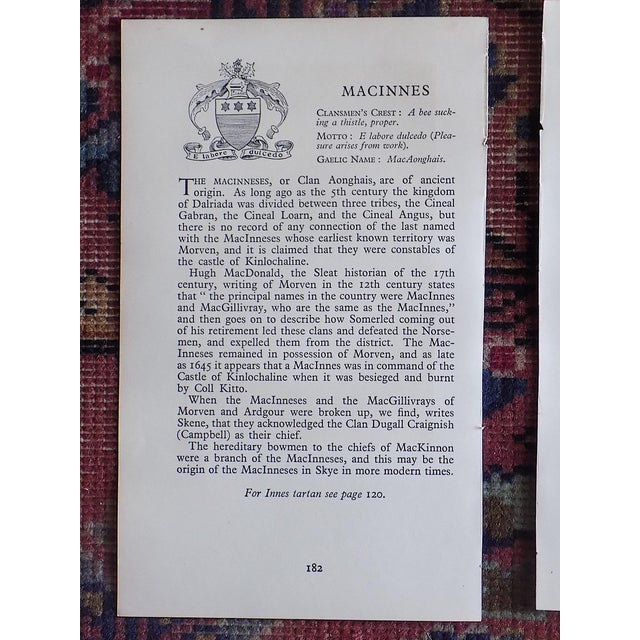 MACINNES
CLANSMEN'S CREST : A bee suck-
ing a thistle, proper.
MOTTO : E labore dulcedo (Plea-
sure arises from work).
GAELIC NAME : MacAonghais.
E labore dulcedo
THE MACINNESES, or Clan Aonghais, are of ancient
origin. As long ago as the 5th century the kingdom
of Dalriada was divided between three tribes, the Cineal
Gabran, the Cineal Loarn, and the Cineal Angus, but
there is no record of any connection of the last named
with the MacInneses whose earliest known territory was
Morven, and it is claimed that they were constables of
the castle of Kinlochaline.
Hugh MacDonald, the Sleat historian of the 17th
century, writing of Morven in the 12th century states
that " the principal names in the country were MacInnes
and MacGillivray, who are the same as the MacInnes,"
and then goes on to describe how Somerled coming out
of his retirement led these clans and defeated the Norse-
men, and expelled them from the district. The Mac-
Inneses remained in possession of Morven, and as late
as 1645 it appears that a MacInnes was in command of the
Castle of Kinlochaline when it was besieged and burnt
by Coll Kitto.
When the MacInneses and the MacGillivrays of
Morven and Ardgour were broken up, we find, writes
Skene, that they acknowledged the Clan Dugall Craignish
(Campbell) as their chief.
The hereditary bowmen to the chiefs of MacKinnon
were a branch of the MacInneses, and this may be the
origin of the MacInneses in Skye in more modern times.
For Innes tartan see page 120.
182